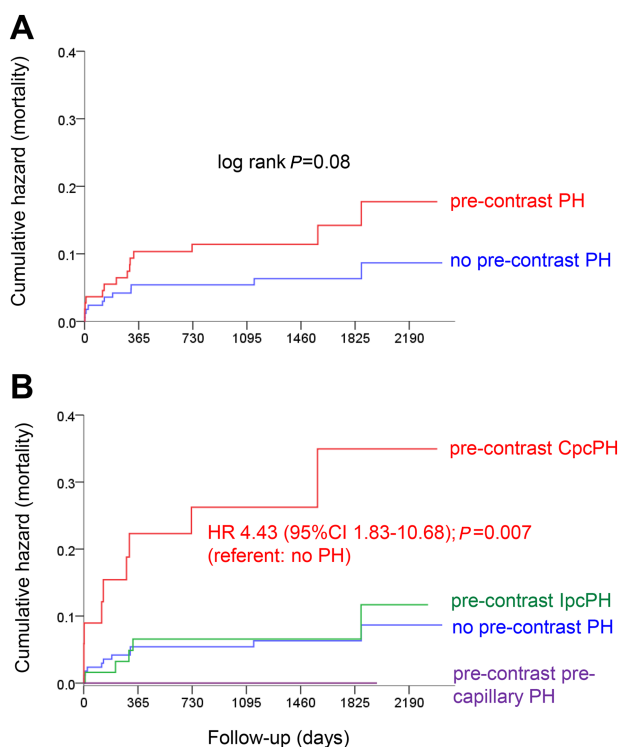 A
Cumulative hazard (mortality)
0.4
0.3
0.2
0.1
0.0
log rank P=0.08
pre-contrast PH
no pre-contrast PH
0 365 730 1095 1460 1825 2190
B
Cumulative hazard (mortality)
0.4
0.3
0.2
0.1
0.0
pre-contrast CpcPH
HR 4.43 (95%CI 1.83-10.68); P=0.007
(referent: no PH)
pre-contrast IpcPH
no pre-contrast PH
pre-contrast pre-
capillary PH
0 365 730 1095 1460 1825 2190
Follow-up (days)